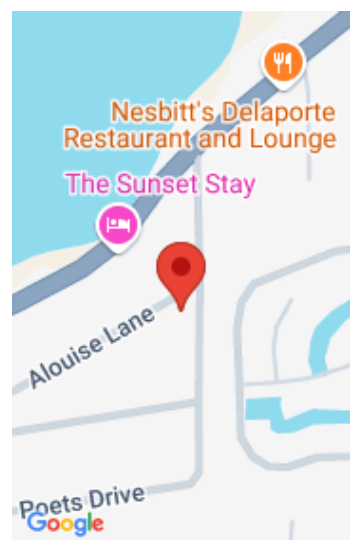 Nesbitt's Delaporte
Restaurant and Lounge
The Sunset Stay
Alouise Lane
Poets Drive
Google